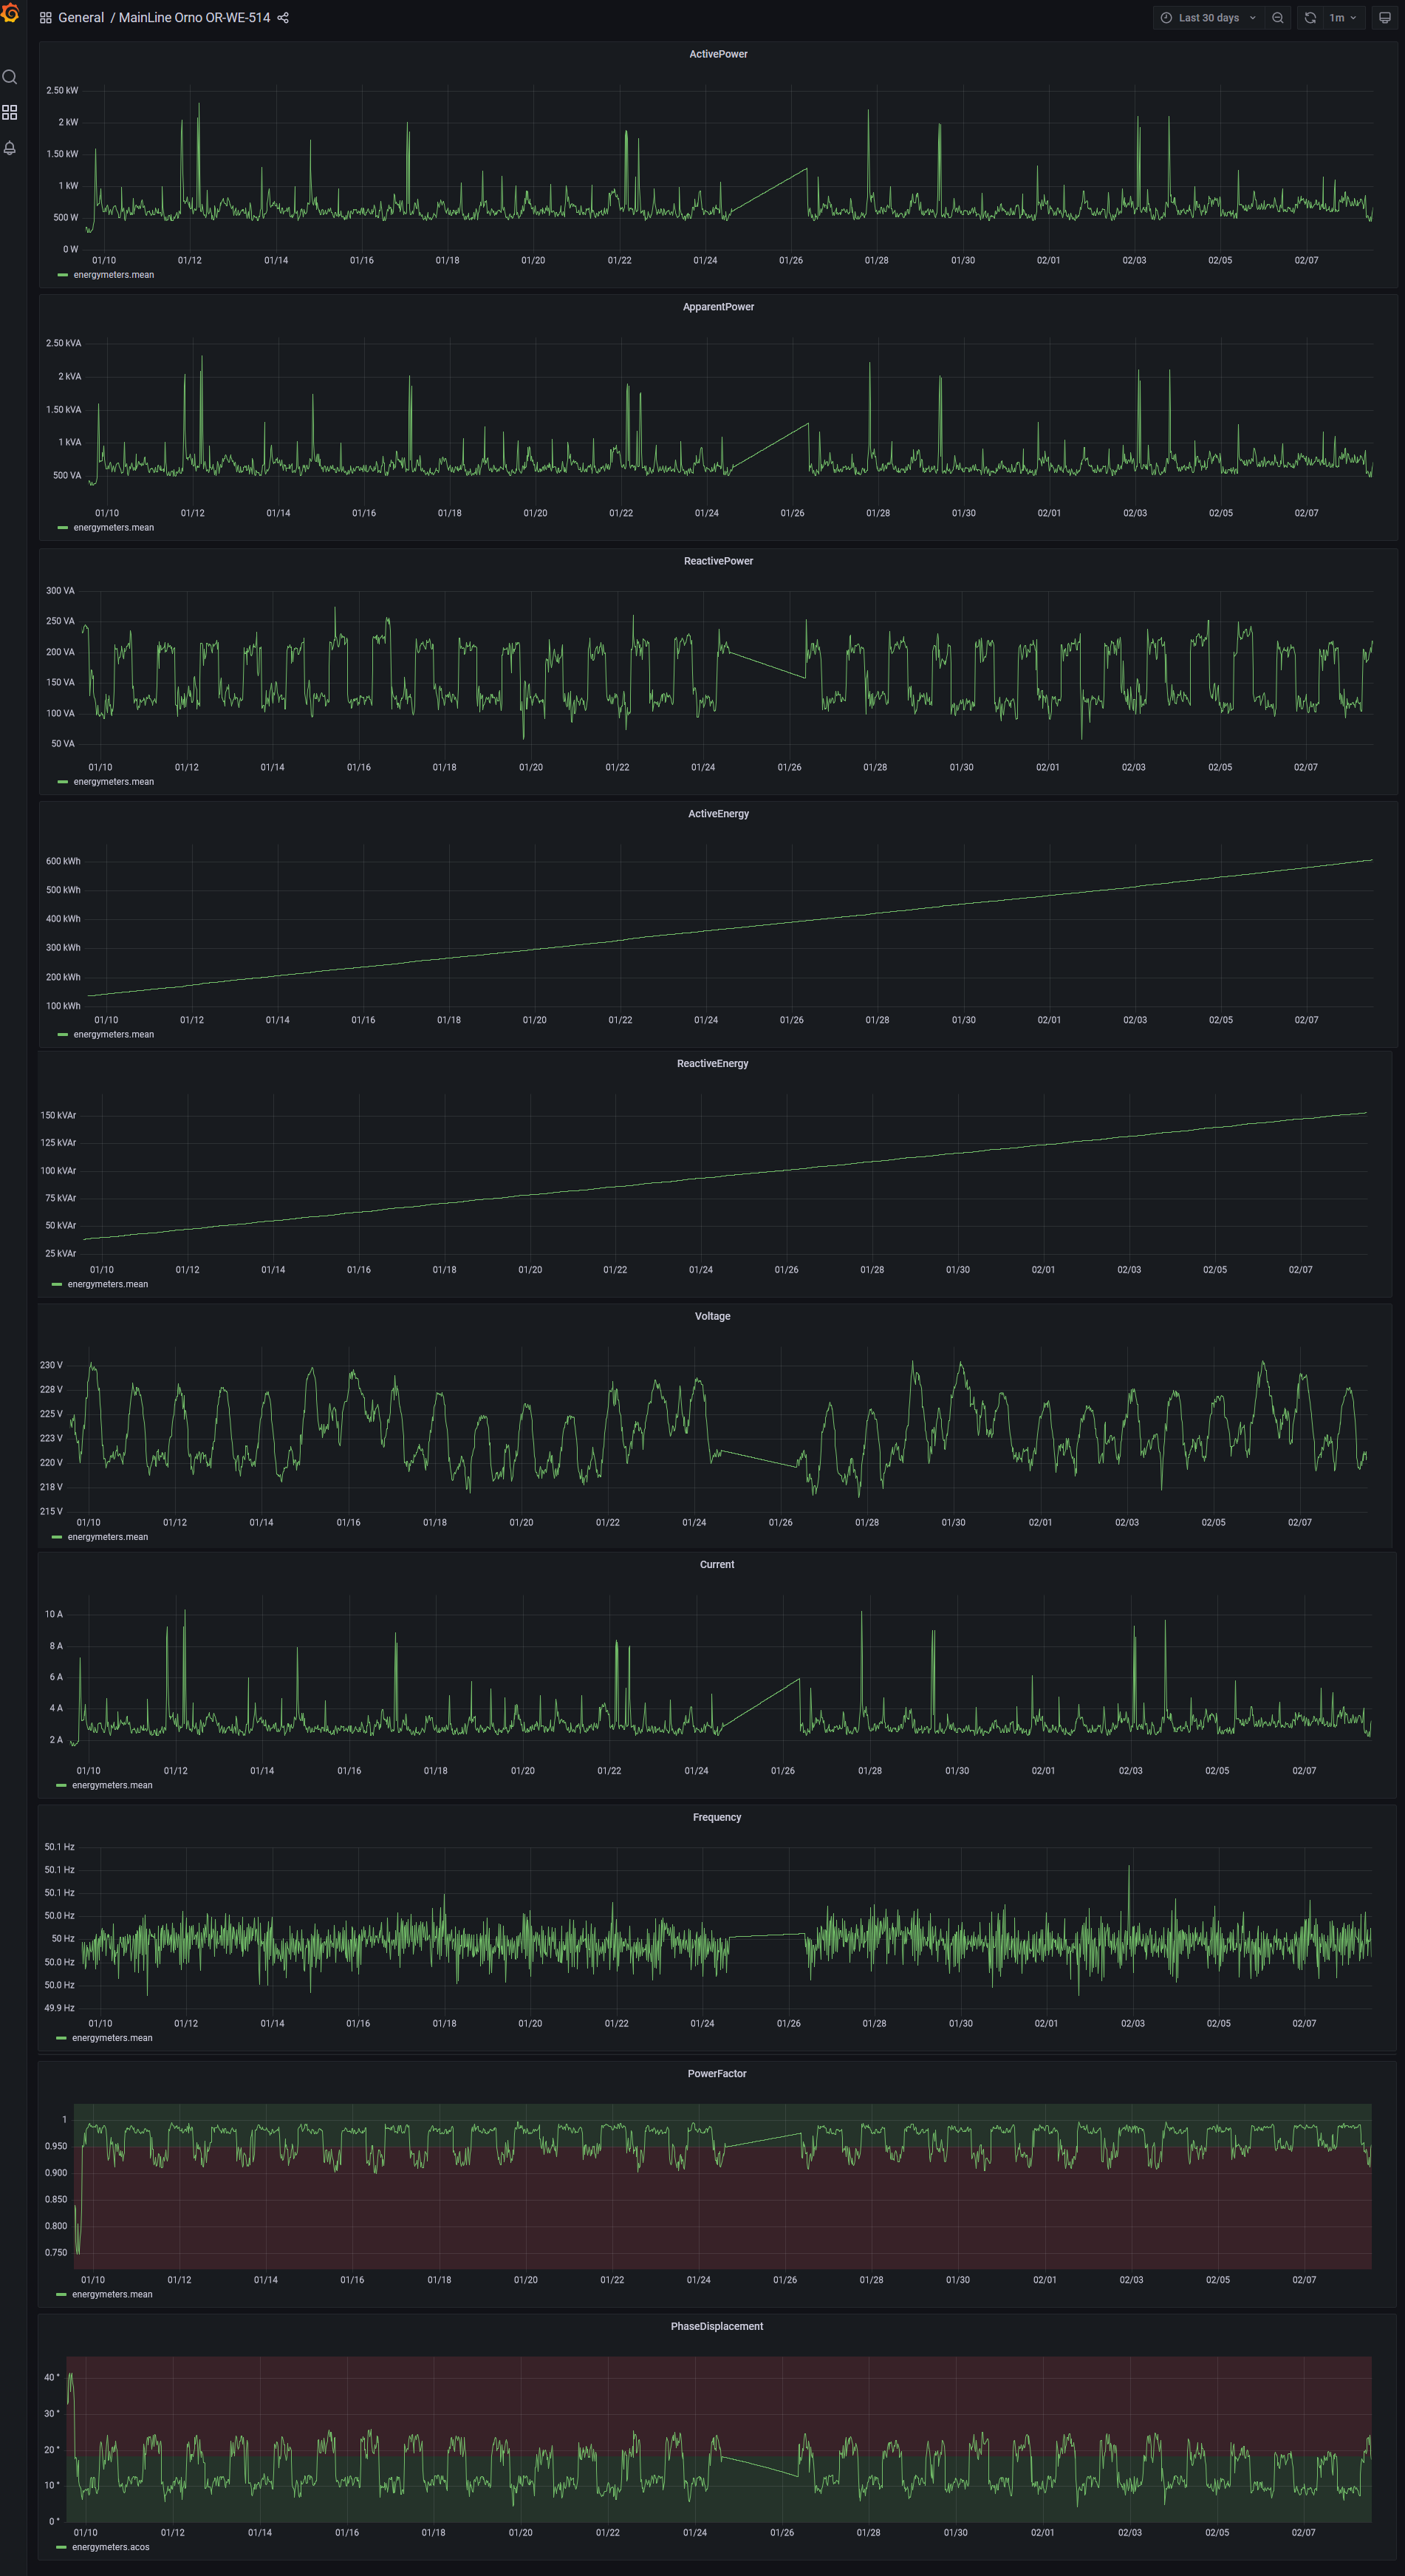 General / MainLine Orno OR-WE-514
Last 30 days
1m
ActivePower
2.50 kW
2 kW
1.50 kW
1 kW
500 W
0 W
01/10 01/12 01/14 01/16 01/18 01/20 01/22 01/24 01/26 01/28 01/30 02/01 02/03 02/05 02/07
energymeters.mean
ApparentPower
2.50 kVA
2 kVA
1.50 kVA
1 kVA
500 VA
01/10 01/12 01/14 01/16 01/18 01/20 01/22 01/24 01/26 01/28 01/30 02/01 02/03 02/05 02/07
energymeters.mean
ReactivePower
300 VA
250 VA
200 VA
150 VA
100 VA
50 VA
01/10 01/12 01/14 01/16 01/18 01/20 01/22 01/24 01/26 01/28 01/30 02/01 02/03 02/05 02/07
energymeters.mean
ActiveEnergy
600 kWh
500 kWh
400 kWh
300 kWh
200 kWh
100 kWh
01/10 01/12 01/14 01/16 01/18 01/20 01/22 01/24 01/26 01/28 01/30 02/01 02/03 02/05 02/07
energymeters.mean
ReactiveEnergy
150 kVAr
125 kVAr
100 kVAr
75 kVAr
50 kVAr
25 kVAr
01/10 01/12 01/14 01/16 01/18 01/20 01/22 01/24 01/26 01/28 01/30 02/01 02/03 02/05 02/07
energymeters.mean
Voltage
230 V
228 V
225 V
223 V
220 V
218 V
215 V
01/10 01/12 01/14 01/16 01/18 01/20 01/22 01/24 01/26 01/28 01/30 02/01 02/03 02/05 02/07
energymeters.mean
Current
10 A
8 A
6 A
4 A
2 A
01/10 01/12 01/14 01/16 01/18 01/20 01/22 01/24 01/26 01/28 01/30 02/01 02/03 02/05 02/07
energymeters.mean
Frequency
50.1 Hz
50.1 Hz
50.1 Hz
50.0 Hz
50 Hz
50.0 Hz
50.0 Hz
49.9 Hz
01/10 01/12 01/14 01/16 01/18 01/20 01/22 01/24 01/26 01/28 01/30 02/01 02/03 02/05 02/07
energymeters.mean
PowerFactor
1
0.950
0.900
0.850
0.800
0.750
01/10 01/12 01/14 01/16 01/18 01/20 01/22 01/24 01/26 01/28 01/30 02/01 02/03 02/05 02/07
energymeters.mean
PhaseDisplacement
40 °
30 °
20 °
10 °
0 °
01/10 01/12 01/14 01/16 01/18 01/20 01/22 01/24 01/26 01/28 01/30 02/01 02/03 02/05 02/07
energymeters.acos